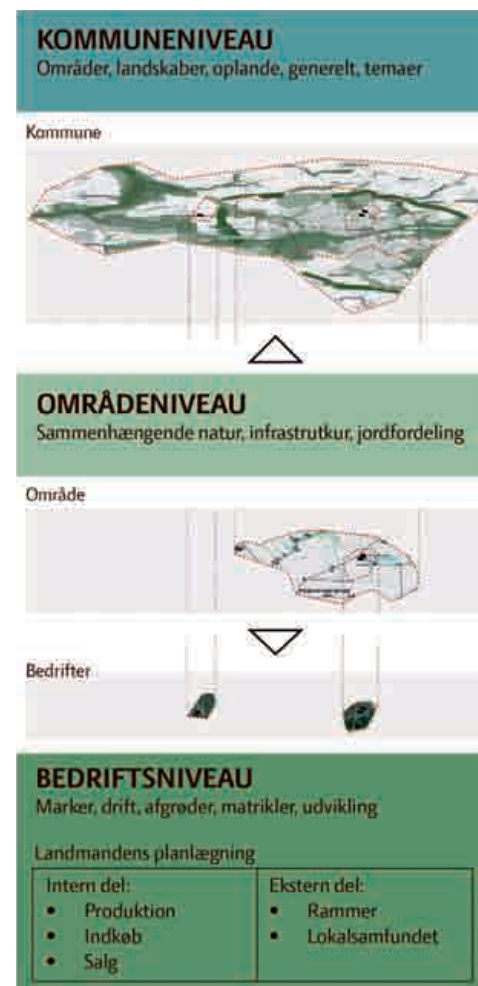 KOMMUNENIVEAU
Områder, landskaber, oplande, generelt, temaer
Kommune
OMRÅDENIVEAU
Sammenhængende natur, infrastrutkur, jordfordeling
Område
Bedrifter
BEDRIFTSNIVEAU
Marker, drift, afgrøder, matrikler, udvikling
Landmandens planlægning
Intern del:
• Produktion
• Indkøb
• Salg
Ekstern del:
• Rammer
• Lokalsamfundet